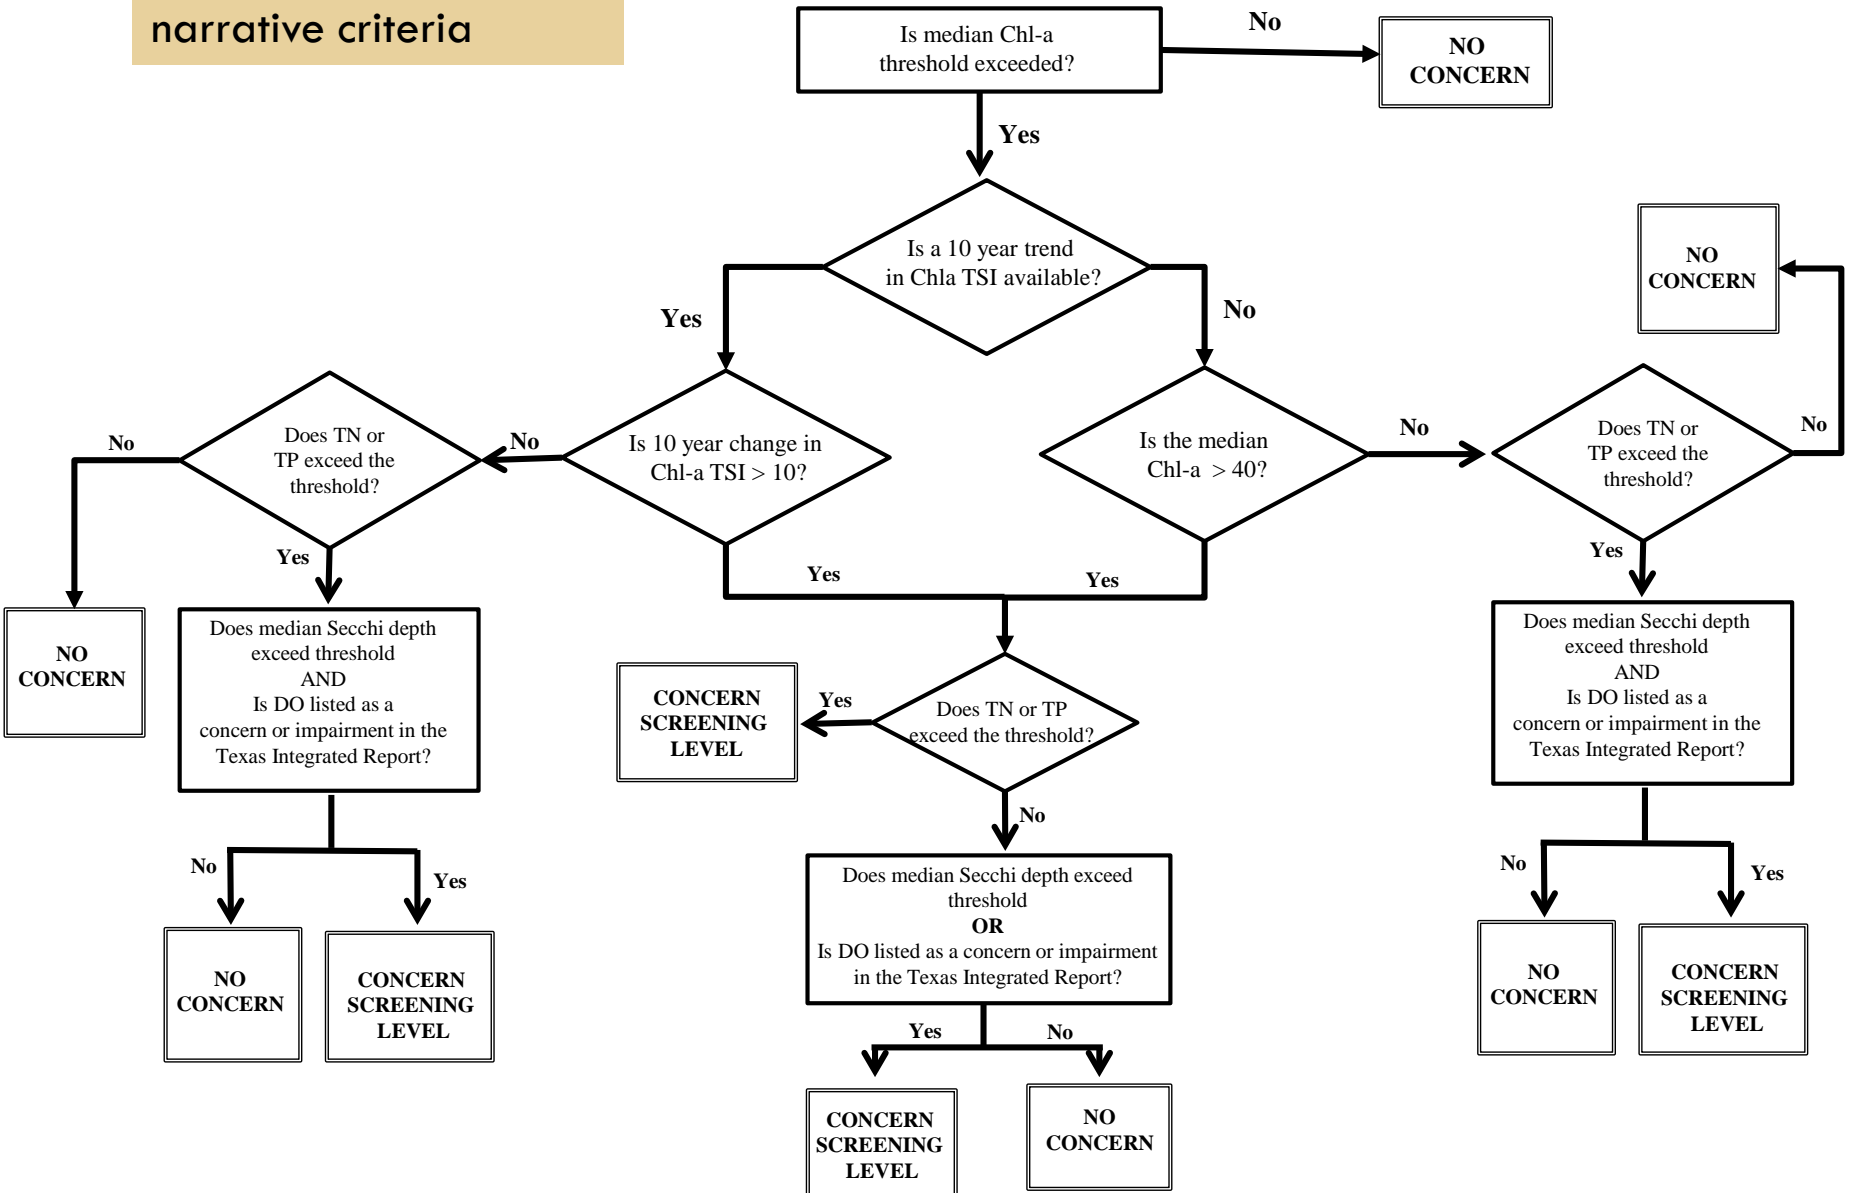 narrative criteria
Is median Chl-a
threshold exceeded?
No
NO
CONCERN
Yes
Is a 10 year trend
in Chla TSI available?
Yes
No
NO
CONCERN
No
Does TN or
TP exceed the
threshold?
No
Is 10 year change in
Chl-a TSI > 10?
Is the median
Chl-a > 40?
No
Does TN or
TP exceed the
threshold?
No
Yes
Yes
Yes
Yes
NO
CONCERN
Does median Secchi depth
exceed threshold
AND
Is DO listed as a
concern or impairment in the
Texas Integrated Report?
CONCERN
SCREENING
LEVEL
Yes
Does TN or TP
exceed the threshold?
Does median Secchi depth
exceed threshold
AND
Is DO listed as a
concern or impairment in the
Texas Integrated Report?
No
No
Yes
Does median Secchi depth exceed
threshold
OR
Is DO listed as a concern or impairment
in the Texas Integrated Report?
No
Yes
NO
CONCERN
CONCERN
SCREENING
LEVEL
Yes
No
NO
CONCERN
CONCERN
SCREENING
LEVEL
CONCERN
SCREENING
LEVEL
NO
CONCERN